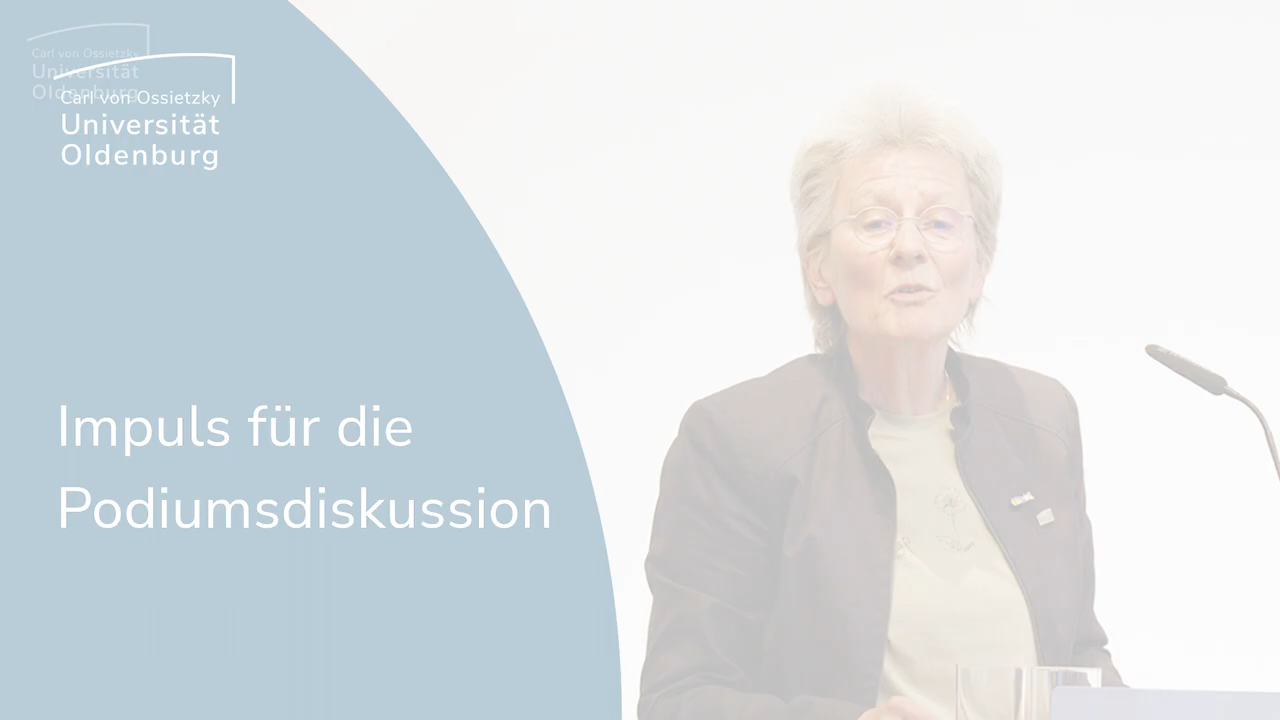 Carl von Ossietzky
Universität
Oldenburg
Carl von Ossietzky
Universität
Oldenburg
Impuls für die
Podiumsdiskussion